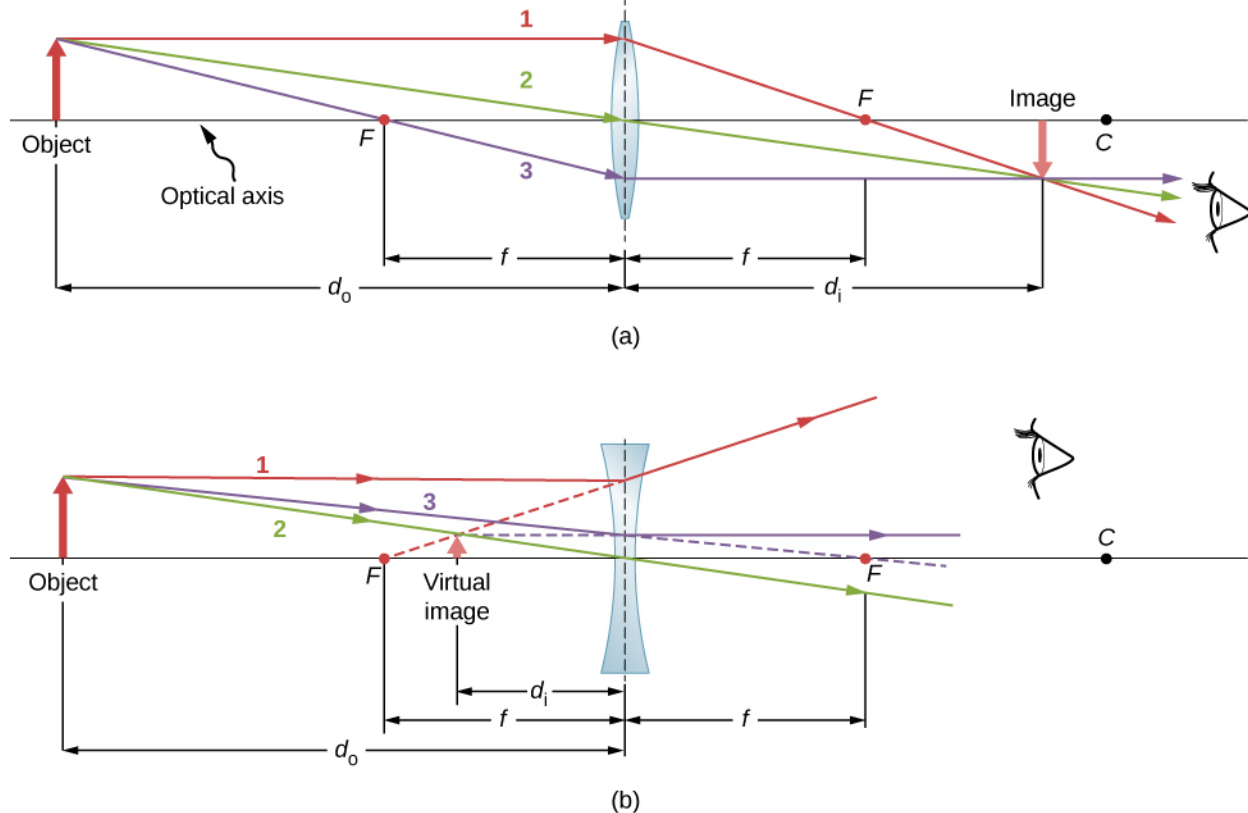 1
2
F
Image
Object
F
3
C
Optical axis
f
f
dₒ
dᵢ
(a)
1
3
2
C
Object
F
Virtual
image
F
dᵢ
f
f
dₒ
(b)